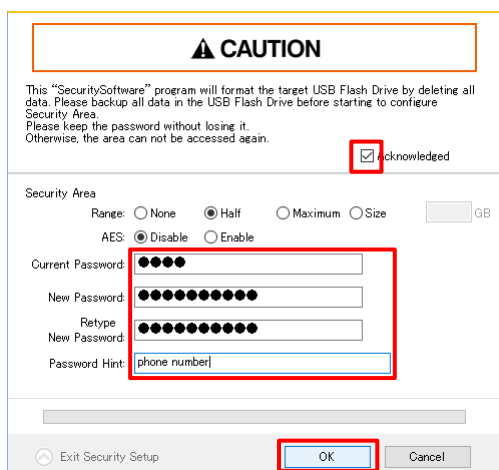 CAUTION
This “SecuritySoftware” program will format the target USB Flash Drive by deleting all
data. Please backup all data in the USB Flash Drive before starting to configure
Security Area.
Please keep the password without losing it.
Otherwise, the area can not be accessed again.
Acknowledged
Security Area
Range: None Half Maximum Size GB
AES: Disable Enable
Current Password: ●●●●
New Password: ●●●●●●●●●●
Retype
New Password: ●●●●●●●●●●
Password Hint: phone number
Exit Security Setup OK Cancel